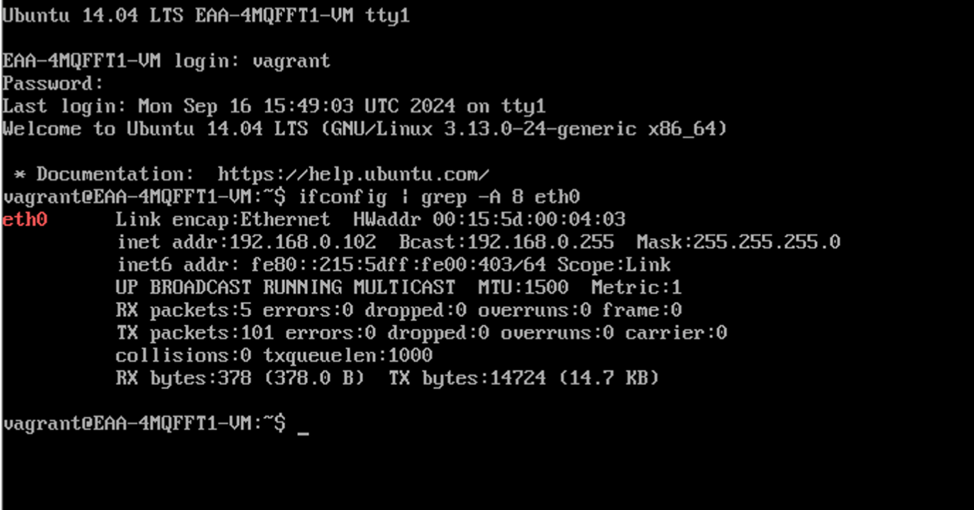 Ubuntu 14.04 LTS EAA-4MQFFT1-VM tty1
EAA-4MQFFT1-VM login: vagrant
Password:
Last login: Mon Sep 16 15:49:03 UTC 2024 on tty1
Welcome to Ubuntu 14.04 LTS (GNU/Linux 3.13.0-24-generic x86_64)
* Documentation:  https://help.ubuntu.com/
vagrant@EAA-4MQFFT1-VM:~$ ifconfig | grep -A 8 eth0
eth0      Link encap:Ethernet  HWaddr 00:15:5d:00:04:03
inet addr:192.168.0.102  Bcast:192.168.0.255  Mask:255.255.255.0
inet6 addr: fe80::215:5dff:fe00:403/64 Scope:Link
UP BROADCAST RUNNING MULTICAST  MTU:1500  Metric:1
RX packets:5 errors:0 dropped:0 overruns:0 frame:0
TX packets:101 errors:0 dropped:0 overruns:0 carrier:0
collisions:0 txqueuelen:1000
RX bytes:378 (378.0 B)  TX bytes:14724 (14.7 KB)
vagrant@EAA-4MQFFT1-VM:~$ _